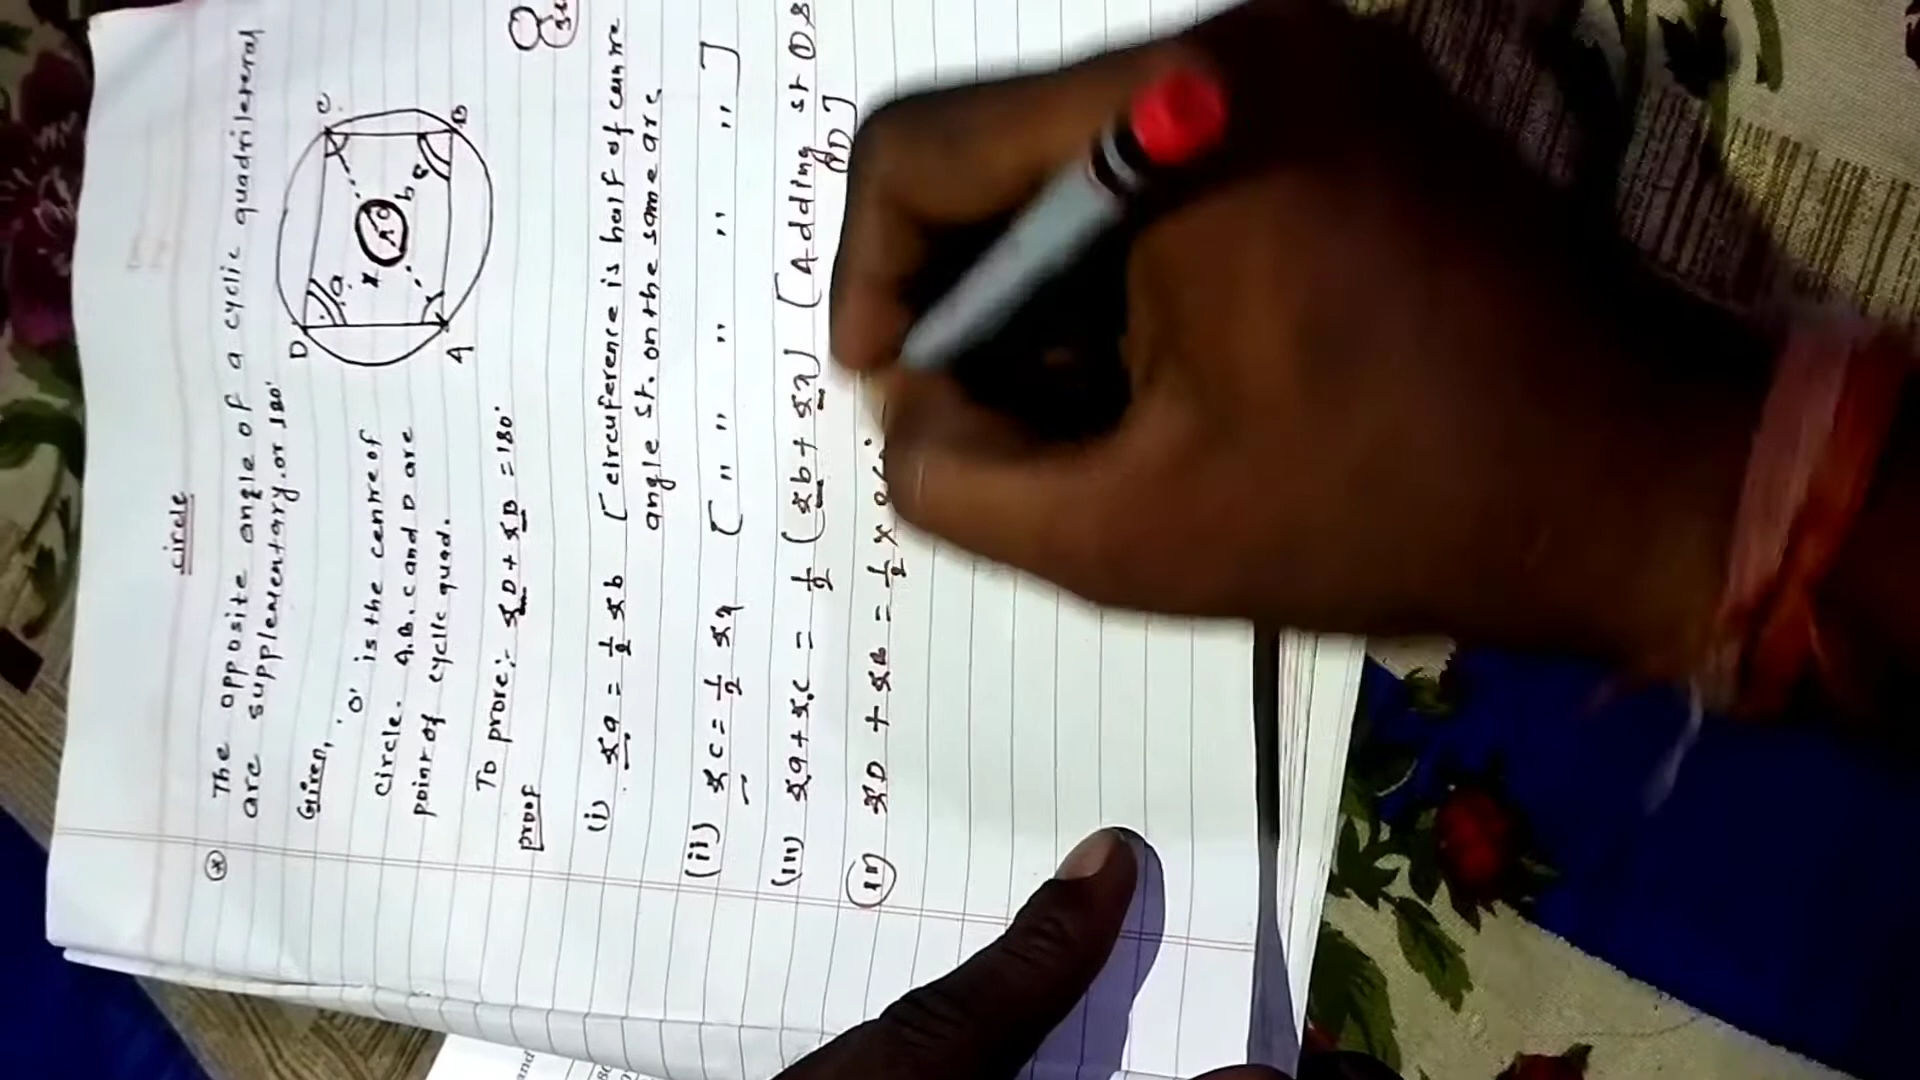 circle
The opposite angle of a cyclic quadrilateral
are supplementary. or 180°
Given,
'o' is the centre of
circle. A.B.C and D are
point of cyclic quad.
To prove:- ∡D + ∡B = 180°
proof
(i) ∡a = 1/2 ∡b [circuference is half of centre
angle st. on the same arc
(ii) ∡c = 1/2 ∡x [ " " " " " " ]
(iii) ∡a + ∡c = 1/2 (∡b + ∡x) [Adding st
(iv) ∡D + ∡B = 1/2 ×
D
C
A
B
a
b
c
x
o
and